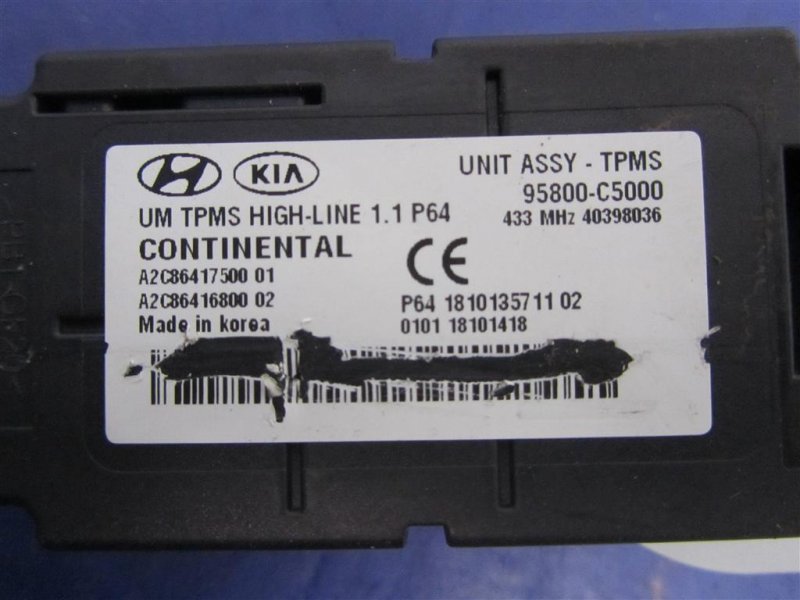 KIA
UNIT ASSY - TPMS
95800-C5000
UM TPMS HIGH-LINE 1.1 P64
433 MHz 40398036
CONTINENTAL
CE
A2C86417500 01
A2C86416800 02
P64 1810135711 02
Made in korea
0101 18101418